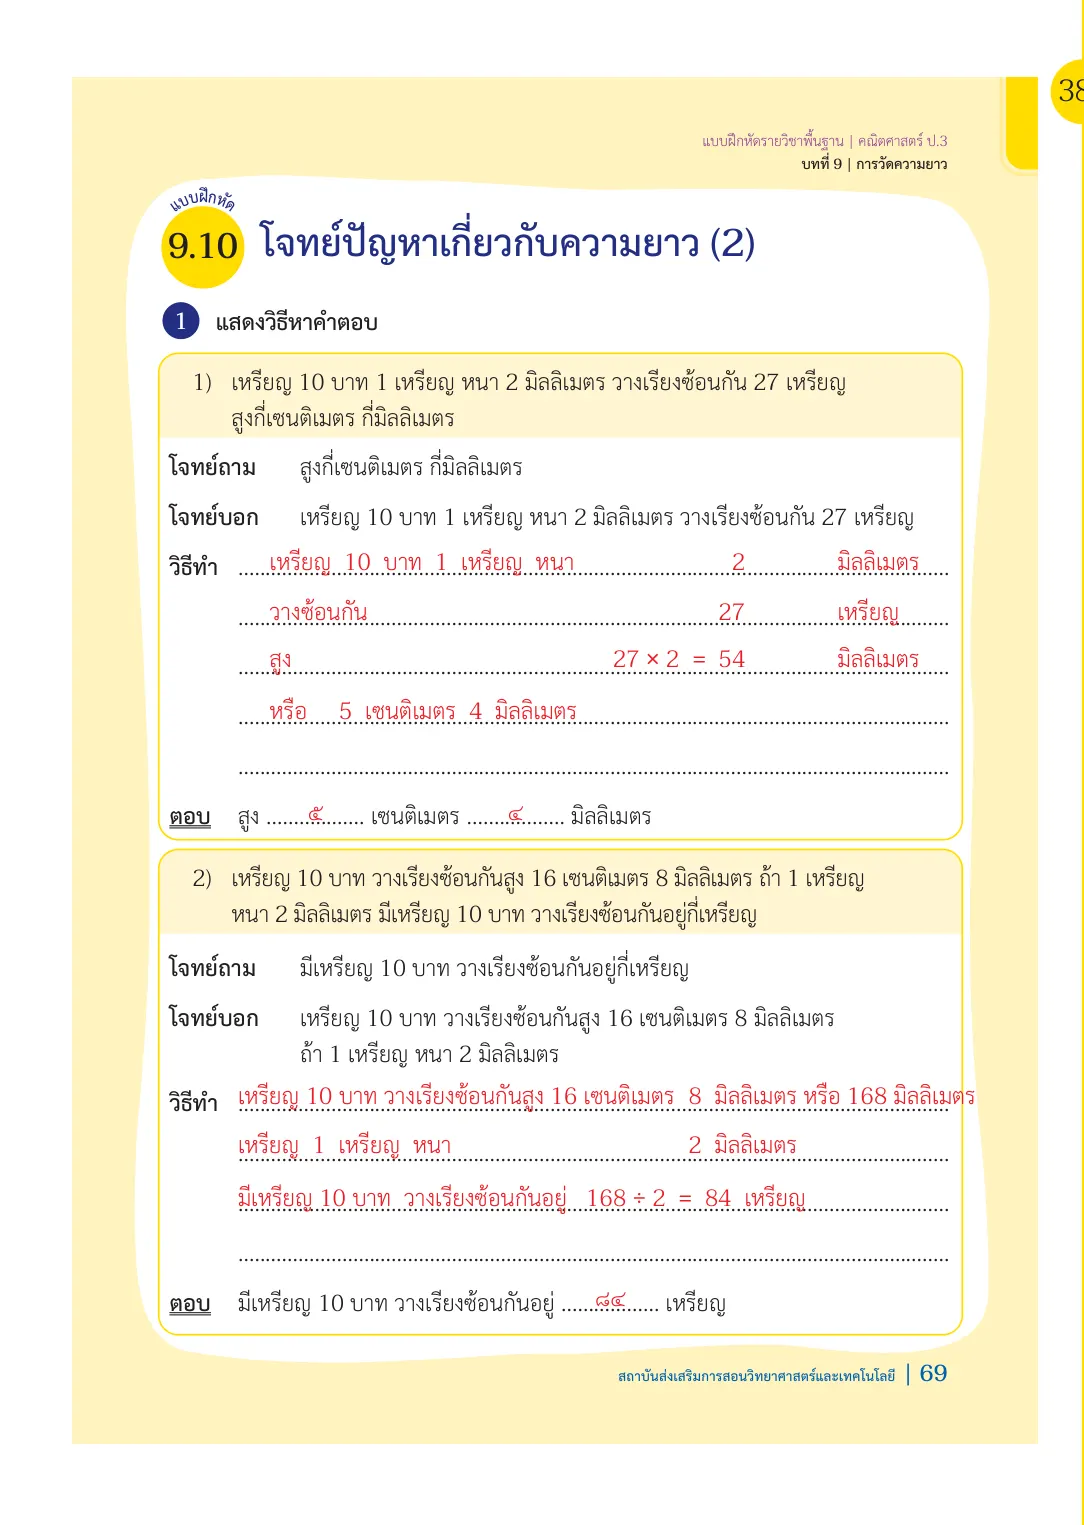 38
แบบฝึกหัดรายวิชาพื้นฐาน | คณิตศาสตร์ ป.3
บทที่ 9 | การวัดความยาว
แบบฝึกหัด
9.10 โจทย์ปัญหาเกี่ยวกับความยาว (2)
1 แสดงวิธีหาคำตอบ
1) เหรียญ 10 บาท 1 เหรียญ หนา 2 มิลลิเมตร วางเรียงซ้อนกัน 27 เหรียญ
สูงกี่เซนติเมตร กี่มิลลิเมตร
โจทย์ถาม สูงกี่เซนติเมตร กี่มิลลิเมตร
โจทย์บอก เหรียญ 10 บาท 1 เหรียญ หนา 2 มิลลิเมตร วางเรียงซ้อนกัน 27 เหรียญ
วิธีทำ เหรียญ 10 บาท 1 เหรียญ หนา 2 มิลลิเมตร
วางซ้อนกัน 27 เหรียญ
สูง 27 × 2 = 54 มิลลิเมตร
หรือ 5 เซนติเมตร 4 มิลลิเมตร
ตอบ สูง ๕ เซนติเมตร ๔ มิลลิเมตร
2) เหรียญ 10 บาท วางเรียงซ้อนกันสูง 16 เซนติเมตร 8 มิลลิเมตร ถ้า 1 เหรียญ
หนา 2 มิลลิเมตร มีเหรียญ 10 บาท วางเรียงซ้อนกันอยู่กี่เหรียญ
โจทย์ถาม มีเหรียญ 10 บาท วางเรียงซ้อนกันอยู่กี่เหรียญ
โจทย์บอก เหรียญ 10 บาท วางเรียงซ้อนกันสูง 16 เซนติเมตร 8 มิลลิเมตร
ถ้า 1 เหรียญ หนา 2 มิลลิเมตร
วิธีทำ เหรียญ 10 บาท วางเรียงซ้อนกันสูง 16 เซนติเมตร 8 มิลลิเมตร หรือ 168 มิลลิเมตร
เหรียญ 1 เหรียญ หนา 2 มิลลิเมตร
มีเหรียญ 10 บาท วางเรียงซ้อนกันอยู่ 168 ÷ 2 = 84 เหรียญ
ตอบ มีเหรียญ 10 บาท วางเรียงซ้อนกันอยู่ ๘๔ เหรียญ
สถาบันส่งเสริมการสอนวิทยาศาสตร์และเทคโนโลยี | 69